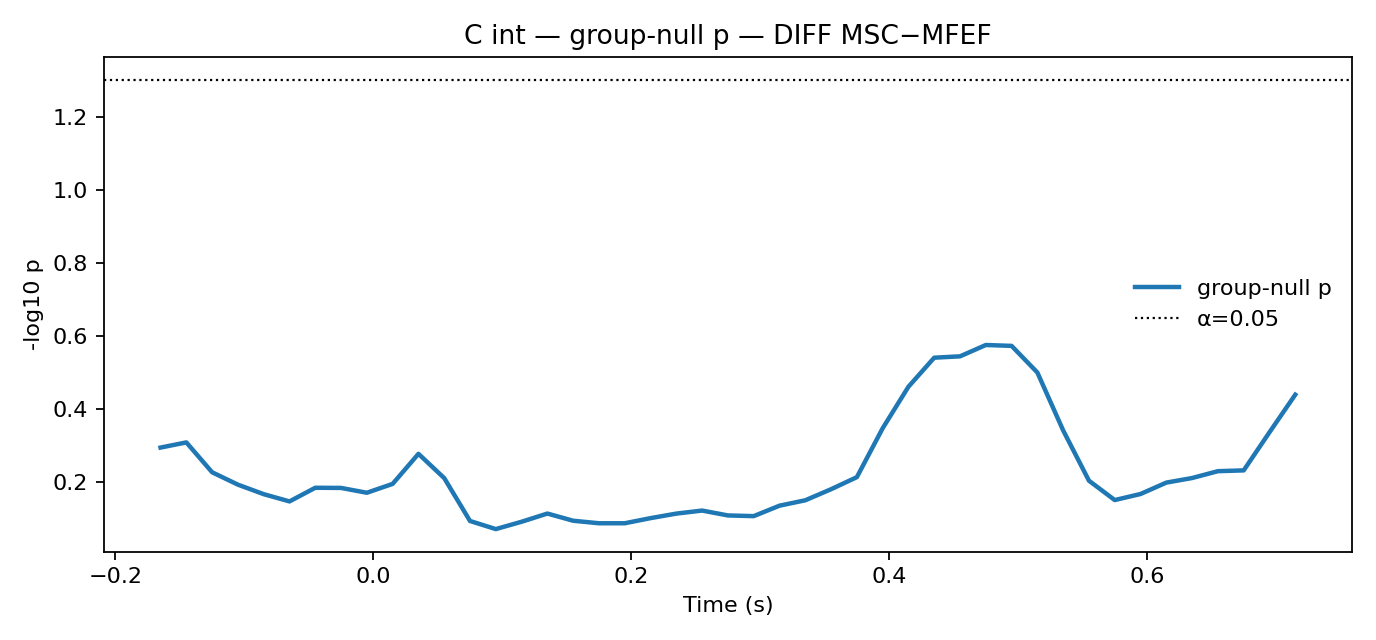 C int — group-null p — DIFF MSC−MFEF
-log10 p
1.2
1.0
0.8
0.6
0.4
0.2
group-null p
α=0.05
−0.2
0.0
0.2
0.4
0.6
Time (s)